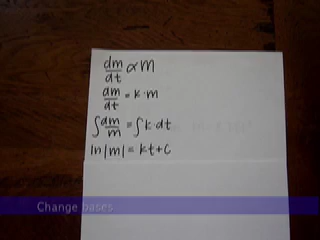 dm/dt ∝ m
dm/dt = k·m
∫dm/m = ∫k·dt
ln|m| = kt+c
Change bases